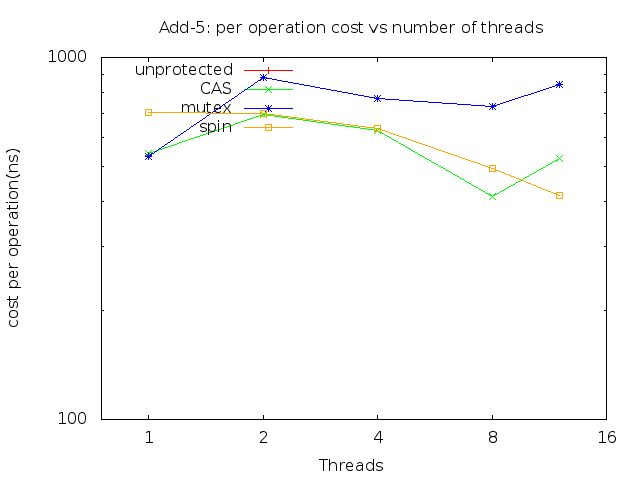 Add-5: per operation cost vs number of threads
1000
unprotected
CAS
mutex
spin
cost per operation(ns)
100
1 2 4 8 16
Threads